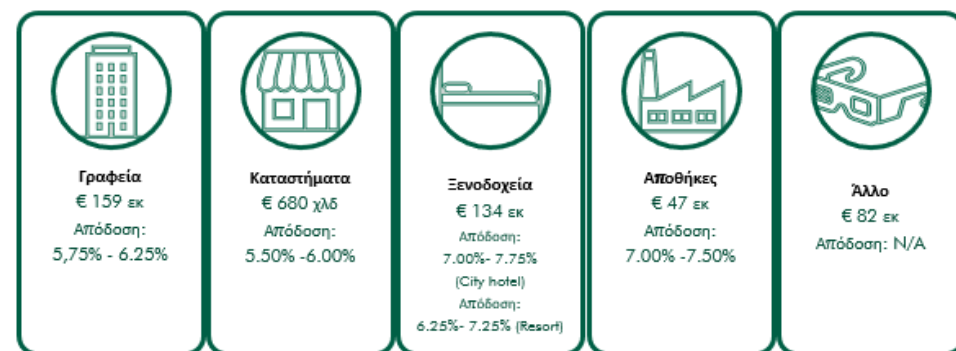 Γραφεία
€ 159 εκ
Απόδοση:
5,75% - 6.25%
Καταστήματα
€ 680 χλδ
Απόδοση:
5.50% -6.00%
Ξενοδοχεία
€ 134 εκ
Απόδοση:
7.00%- 7.75%
(City hotel)
Απόδοση:
6.25%- 7.25% (Resort)
Αποθήκες
€ 47 εκ
Απόδοση:
7.00% -7.50%
Άλλο
€ 82 εκ
Απόδοση: N/A